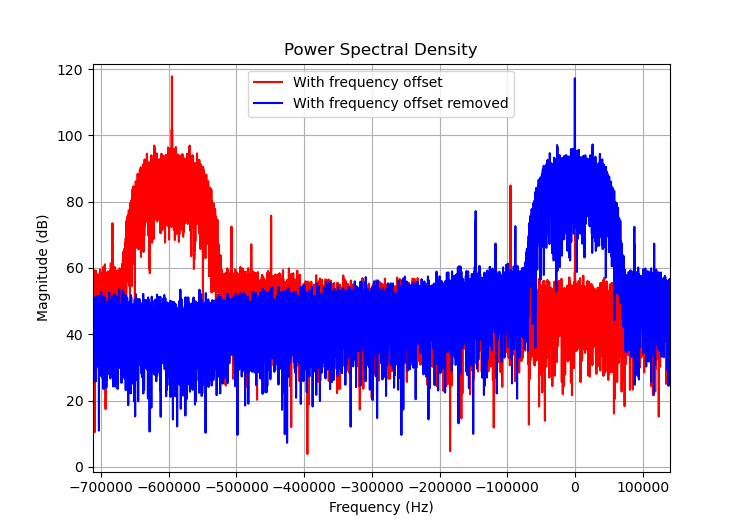 Power Spectral Density
With frequency offset
With frequency offset removed
Magnitude (dB)
120
100
80
60
40
20
0
−700000 −600000 −500000 −400000 −300000 −200000 −100000 0 100000
Frequency (Hz)